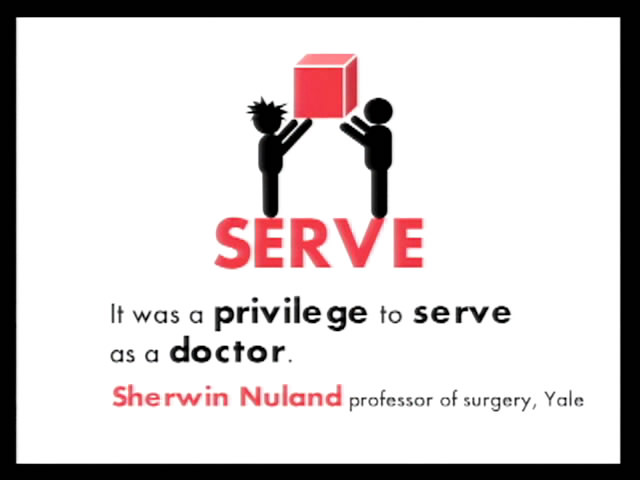 SERVE
It was a privilege to serve
as a doctor.
Sherwin Nuland professor of surgery, Yale